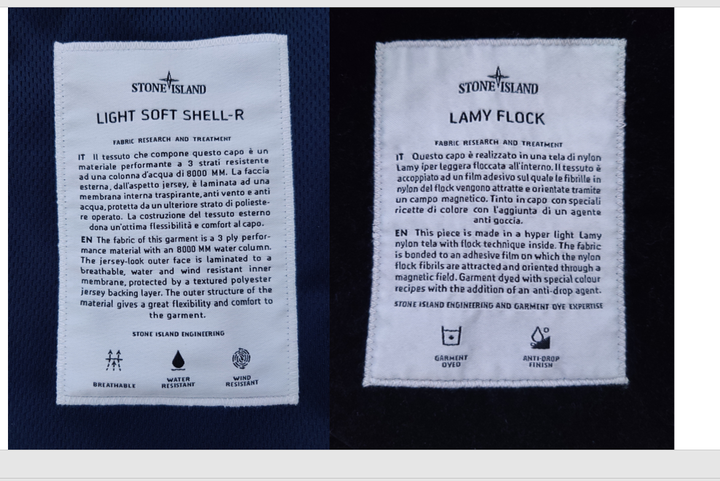 STONE ISLAND
LIGHT SOFT SHELL-R
FABRIC RESEARCH AND TREATMENT
IT Il tessuto che compone questo capo è un
materiale performante a 3 strati resistente
ad una colonna d'acqua di 8000 MM. La faccia
esterna, dall'aspetto jersey, è laminata ad una
membrana interna traspirante, anti vento e anti
acqua, protetta da un ulteriore strato di polieste-
re operato. La costruzione del tessuto esterno
dona un'ottima flessibilità e comfort al capo.
EN The fabric of this garment is a 3 ply perfor-
mance material with an 8000 MM water column.
The jersey-look outer face is laminated to a
breathable, water and wind resistant inner
membrane, protected by a textured polyester
jersey backing layer. The outer structure of the
material gives a great flexibility and comfort to
the garment.
STONE ISLAND ENGINEERING
BREATHABLE
WATER
RESISTANT
WIND
RESISTANT
STONE ISLAND
LAMY FLOCK
FABRIC RESEARCH AND TREATMENT
IT Questo capo è realizzato in una tela di nylon
Lamy iper leggera floccata all'interno. Il tessuto è
accoppiato ad un film adesivo sul quale le fibrille in
nylon del flock vengono attratte e orientate tramite
un campo magnetico. Tinto in capo con speciali
ricette di colore con l'aggiunta di un agente
anti goccia.
EN This piece is made in a hyper light Lamy
nylon tela with flock technique inside. The fabric
is bonded to an adhesive film on which the nylon
flock fibrils are attracted and oriented through a
magnetic field. Garment dyed with special colour
recipes with the addition of an anti-drop agent.
STONE ISLAND ENGINEERING AND GARMENT DYE EXPERTISE
GARMENT
DYED
ANTI-DROP
FINISH